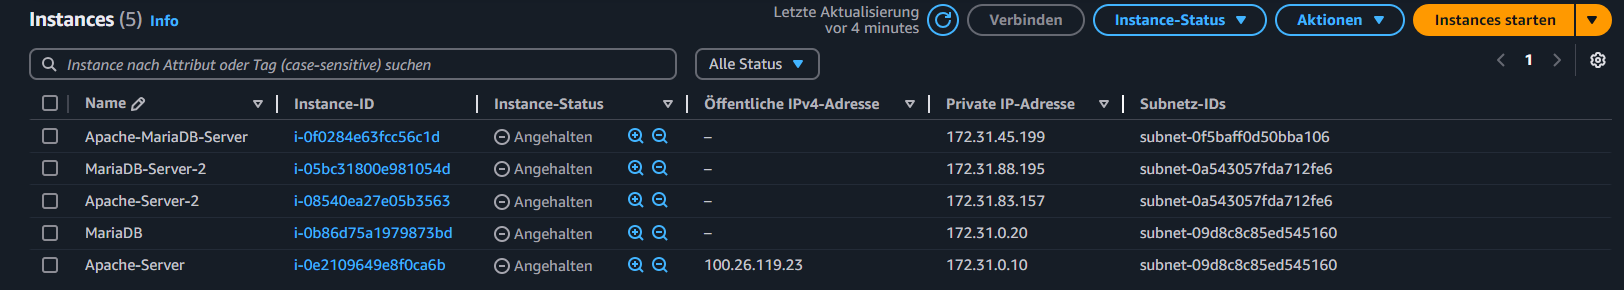 Instances (5) Info
Letzte Aktualisierung
vor 4 minutes
Verbinden
Instance-Status
Aktionen
Instances starten
Instance nach Attribut oder Tag (case-sensitive) suchen
Alle Status
1
Name Instance-ID Instance-Status Öffentliche IPv4-Adresse Private IP-Adresse Subnetz-IDs
Apache-MariaDB-Server i-0f0284e63fcc56c1d Angehalten – 172.31.45.199 subnet-0f5baff0d50bba106
MariaDB-Server-2 i-05bc31800e981054d Angehalten – 172.31.88.195 subnet-0a543057fda712fe6
Apache-Server-2 i-08540ea27e05b3563 Angehalten – 172.31.83.157 subnet-0a543057fda712fe6
MariaDB i-0b86d75a1979873bd Angehalten – 172.31.0.20 subnet-09d8c8c85ed545160
Apache-Server i-0e2109649e8f0ca6b Angehalten 100.26.119.23 172.31.0.10 subnet-09d8c8c85ed545160